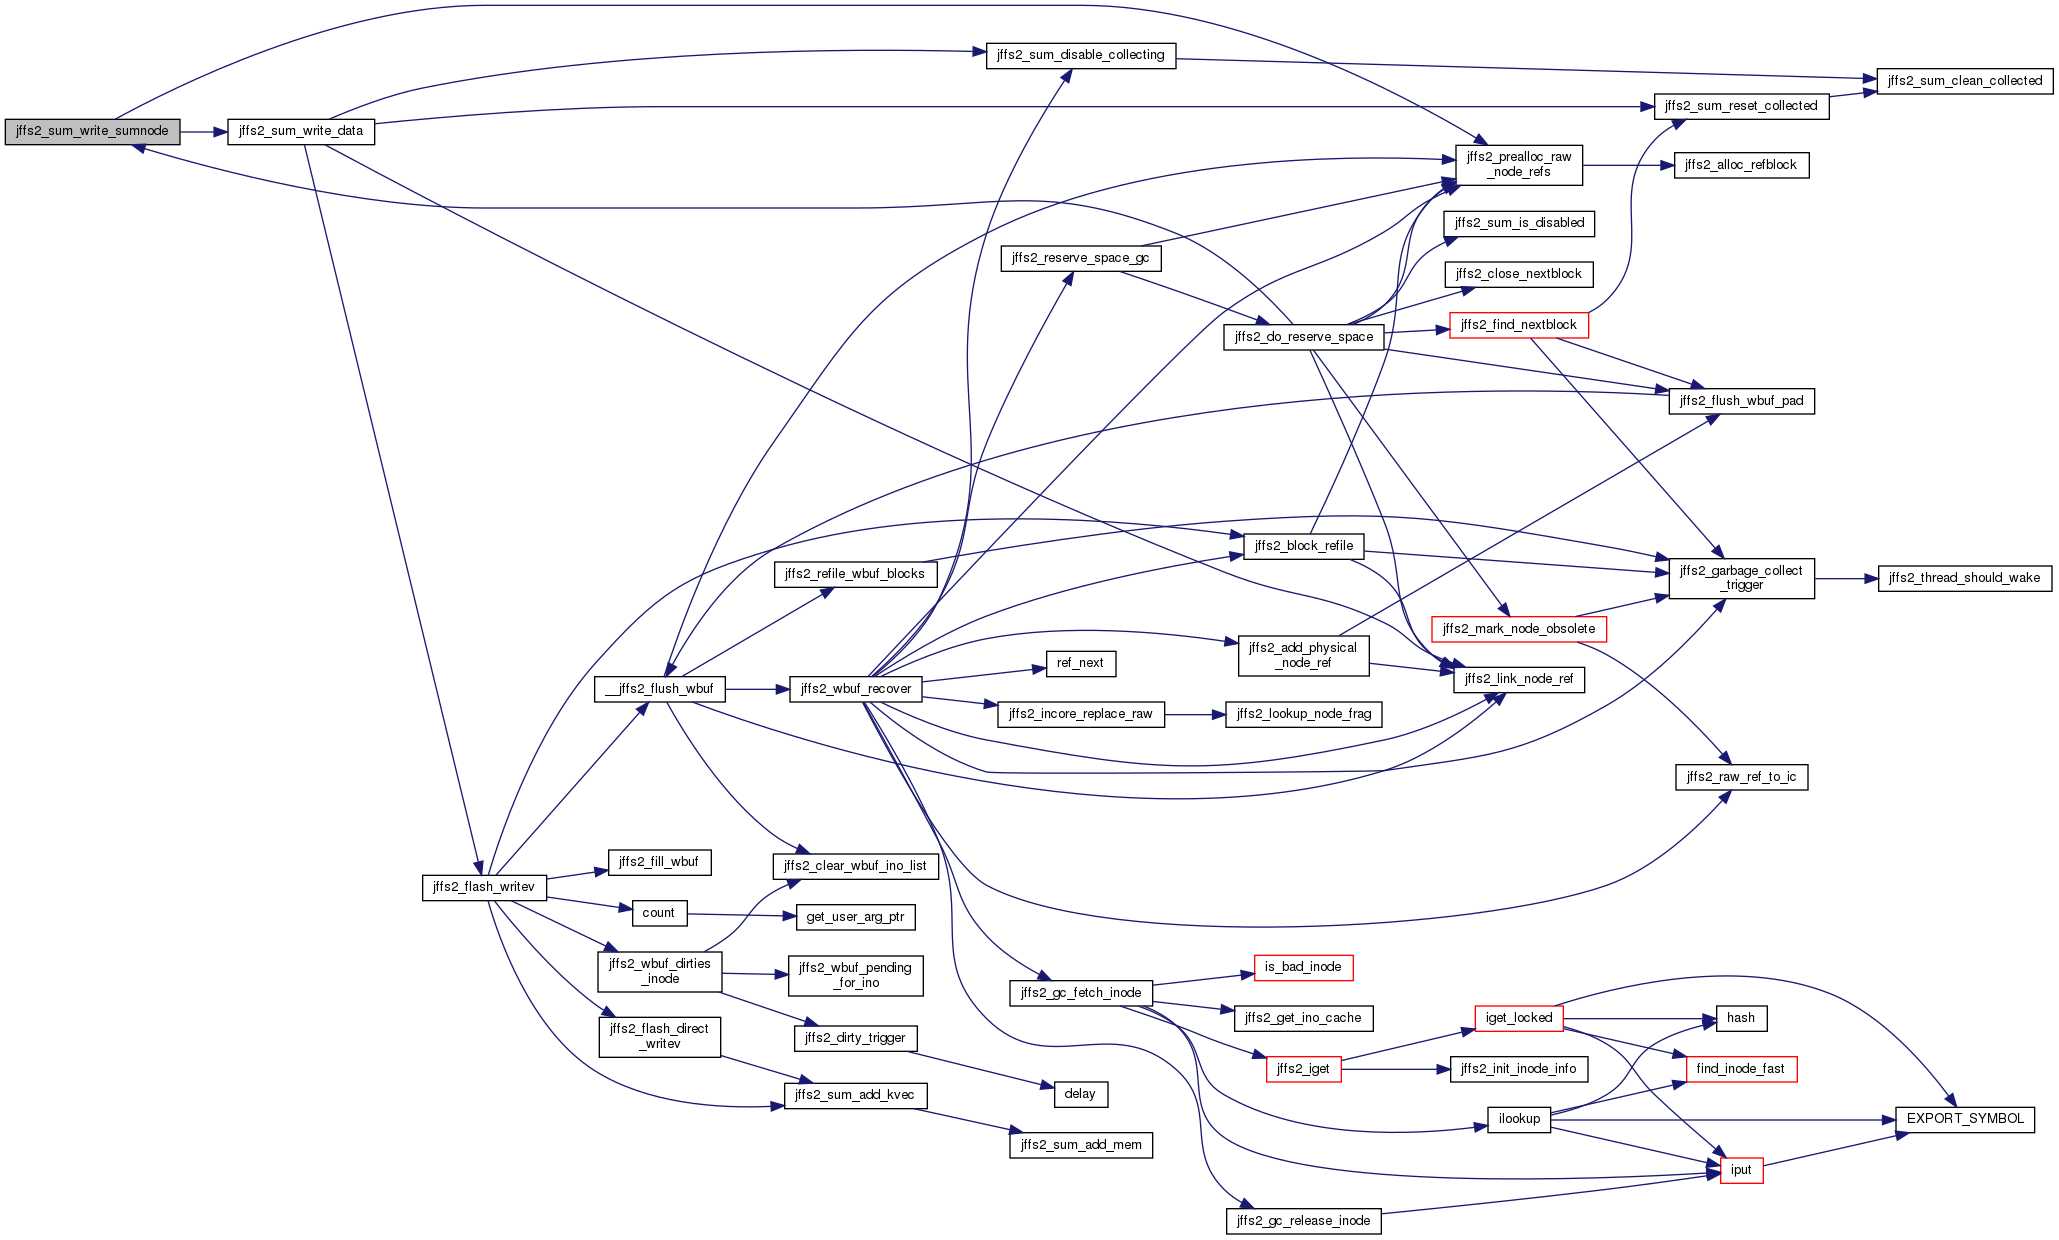 jffs2_sum_write_sumnode
jffs2_sum_write_data
jffs2_flash_writev
__jffs2_flush_wbuf
jffs2_fill_wbuf
count
jffs2_wbuf_dirties
_inode
jffs2_flash_direct
_writev
jffs2_refile_wbuf_blocks
jffs2_wbuf_recover
jffs2_clear_wbuf_ino_list
get_user_arg_ptr
jffs2_wbuf_pending
_for_ino
jffs2_dirty_trigger
jffs2_sum_add_kvec
jffs2_sum_disable_collecting
jffs2_reserve_space_gc
ref_next
jffs2_incore_replace_raw
jffs2_gc_fetch_inode
delay
jffs2_sum_add_mem
jffs2_do_reserve_space
jffs2_block_refile
jffs2_add_physical
_node_ref
jffs2_lookup_node_frag
is_bad_inode
jffs2_get_ino_cache
jffs2_iget
jffs2_gc_release_inode
jffs2_prealloc_raw
_node_refs
jffs2_sum_is_disabled
jffs2_close_nextblock
jffs2_find_nextblock
jffs2_mark_node_obsolete
jffs2_link_node_ref
iget_locked
jffs2_init_inode_info
ilookup
jffs2_sum_reset_collected
jffs2_alloc_refblock
jffs2_flush_wbuf_pad
jffs2_garbage_collect
_trigger
jffs2_raw_ref_to_ic
hash
find_inode_fast
iput
jffs2_sum_clean_collected
jffs2_thread_should_wake
EXPORT_SYMBOL